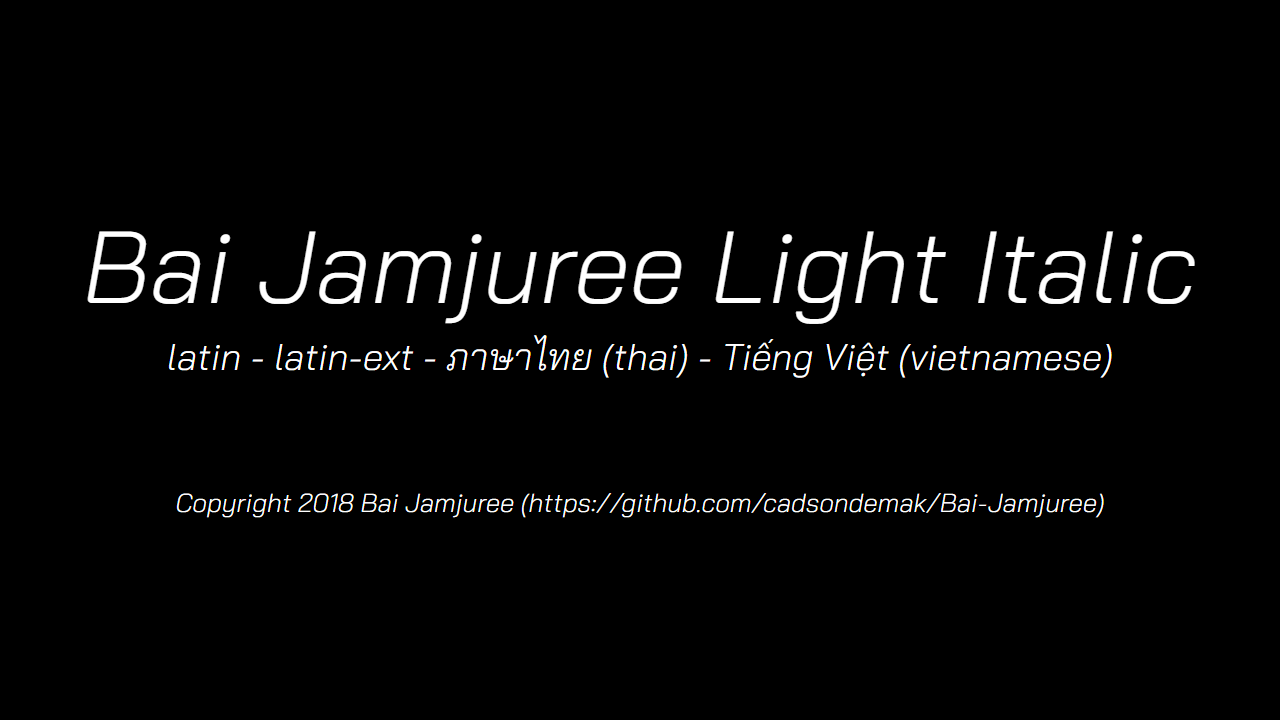 Bai Jamjuree Light Italic
latin - latin-ext - ภาษาไทย (thai) - Tiếng Việt (vietnamese)
Copyright 2018 Bai Jamjuree (https://github.com/cadsondemak/Bai-Jamjuree)